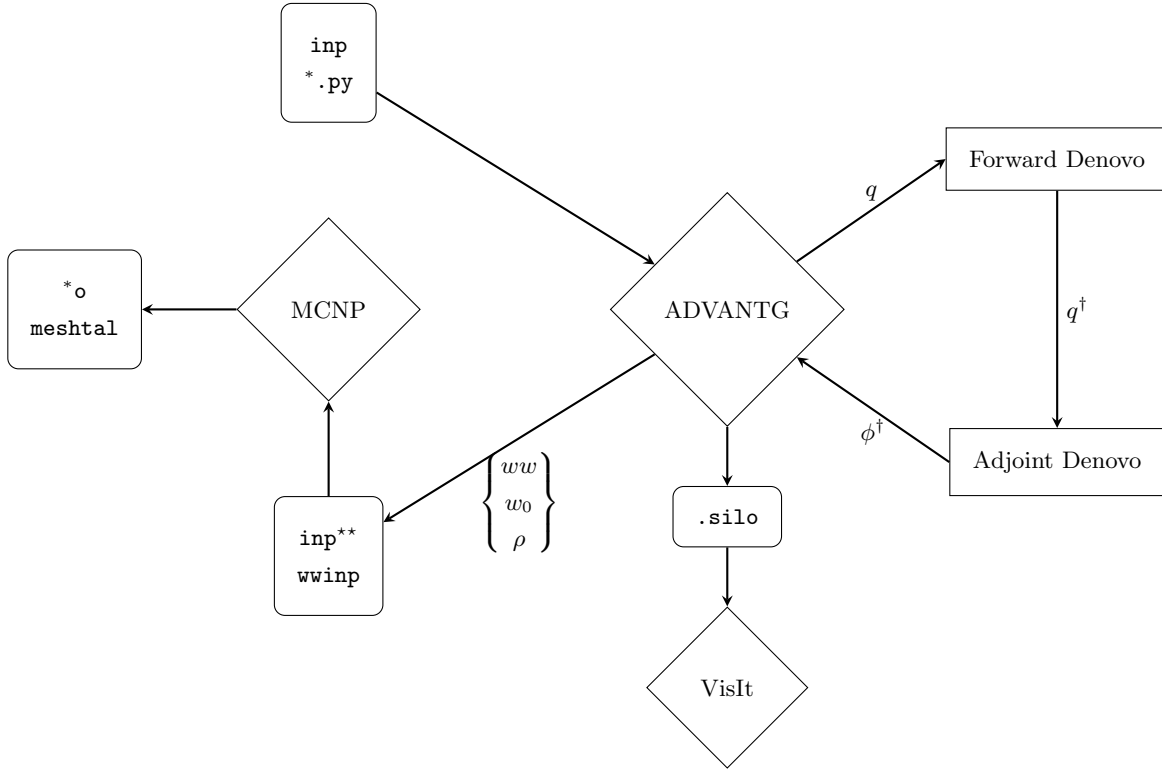 inp
*.py
Forward Denovo
q
*o
meshtal
MCNP
ADVANTG
q†
ϕ†
Adjoint Denovo
ww
w₀
ρ
.silo
inp⋆⋆
wwinp
VisIt